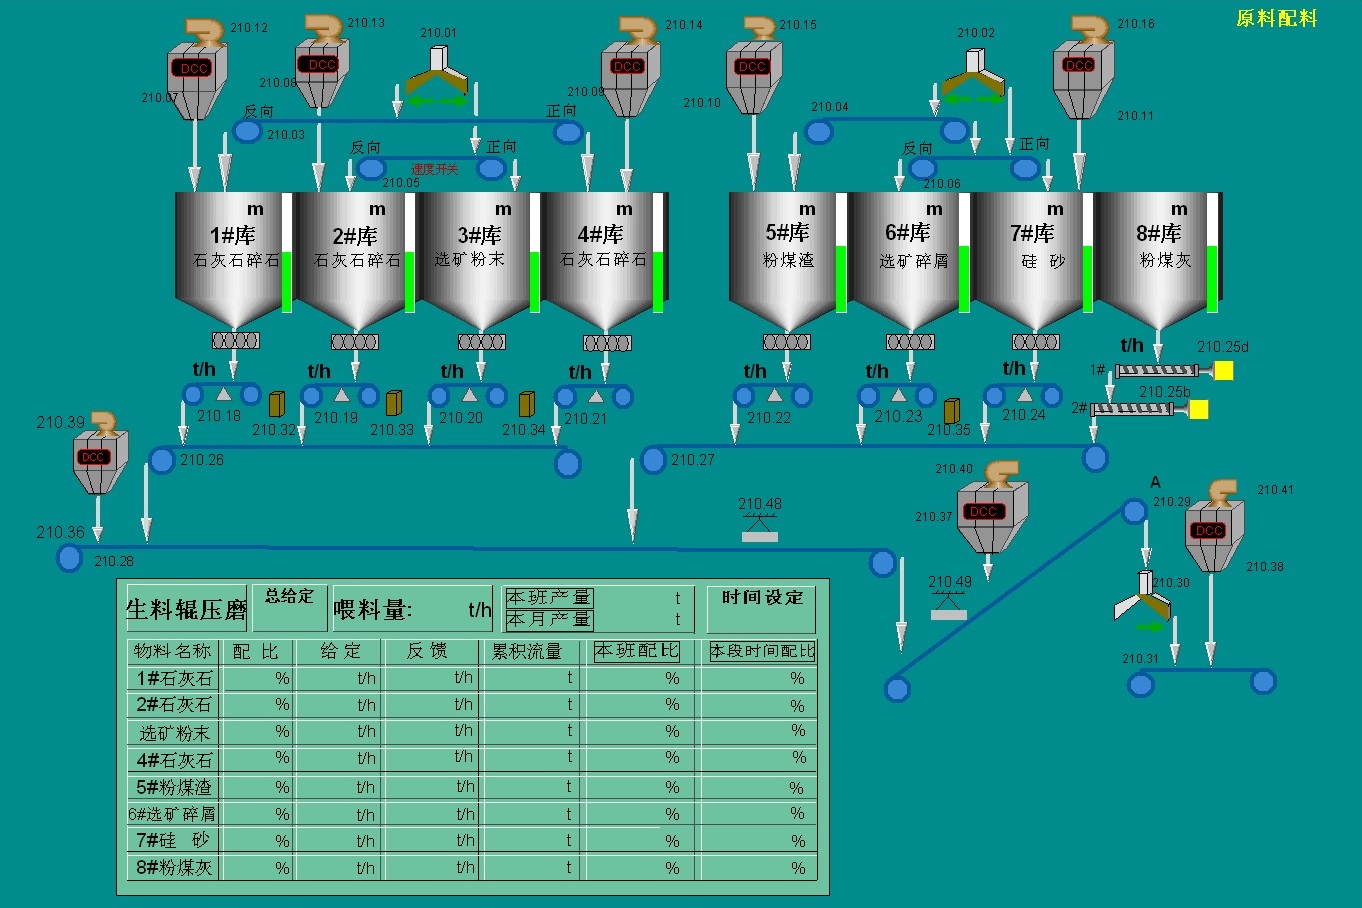 原料配料
210.12
210.13
210.01
210.14
210.15
210.02
210.16
DCC
DCC
DCC
DCC
DCC
210.07
210.08
210.09
210.10
210.11
反向
210.03
正向
210.04
反向
正向
速度开关
210.05
反向
正向
210.06
m
m
m
m
m
m
m
m
1#库
2#库
3#库
4#库
5#库
6#库
7#库
8#库
石灰石碎石
石灰石碎石
选矿粉末
石灰石碎石
粉煤渣
选矿碎屑
硅 砂
粉煤灰
t/h
t/h
t/h
t/h
t/h
t/h
t/h
t/h
1#
210.25d
2#
210.25b
210.18
210.32
210.19
210.33
210.20
210.34
210.21
210.22
210.23
210.35
210.24
210.39
DCC
210.26
210.27
210.40
DCC
210.37
A
210.29
210.41
DCC
210.38
210.36
210.28
210.48
210.49
210.30
210.31
生料辊压磨
总给定
喂料量: t/h
本班产量 t
本月产量 t
时间设定
物料名称 配 比 给 定 反 馈 累积流量 本班配比 本段时间配比
1#石灰石 % t/h t/h t % %
2#石灰石 % t/h t/h t % %
选矿粉末 % t/h t/h t % %
4#石灰石 % t/h t/h t % %
5#粉煤渣 % t/h t/h t % %
6#选矿碎屑 % t/h t/h t % %
7#硅 砂 % t/h t/h t % %
8#粉煤灰 % t/h t/h t % %